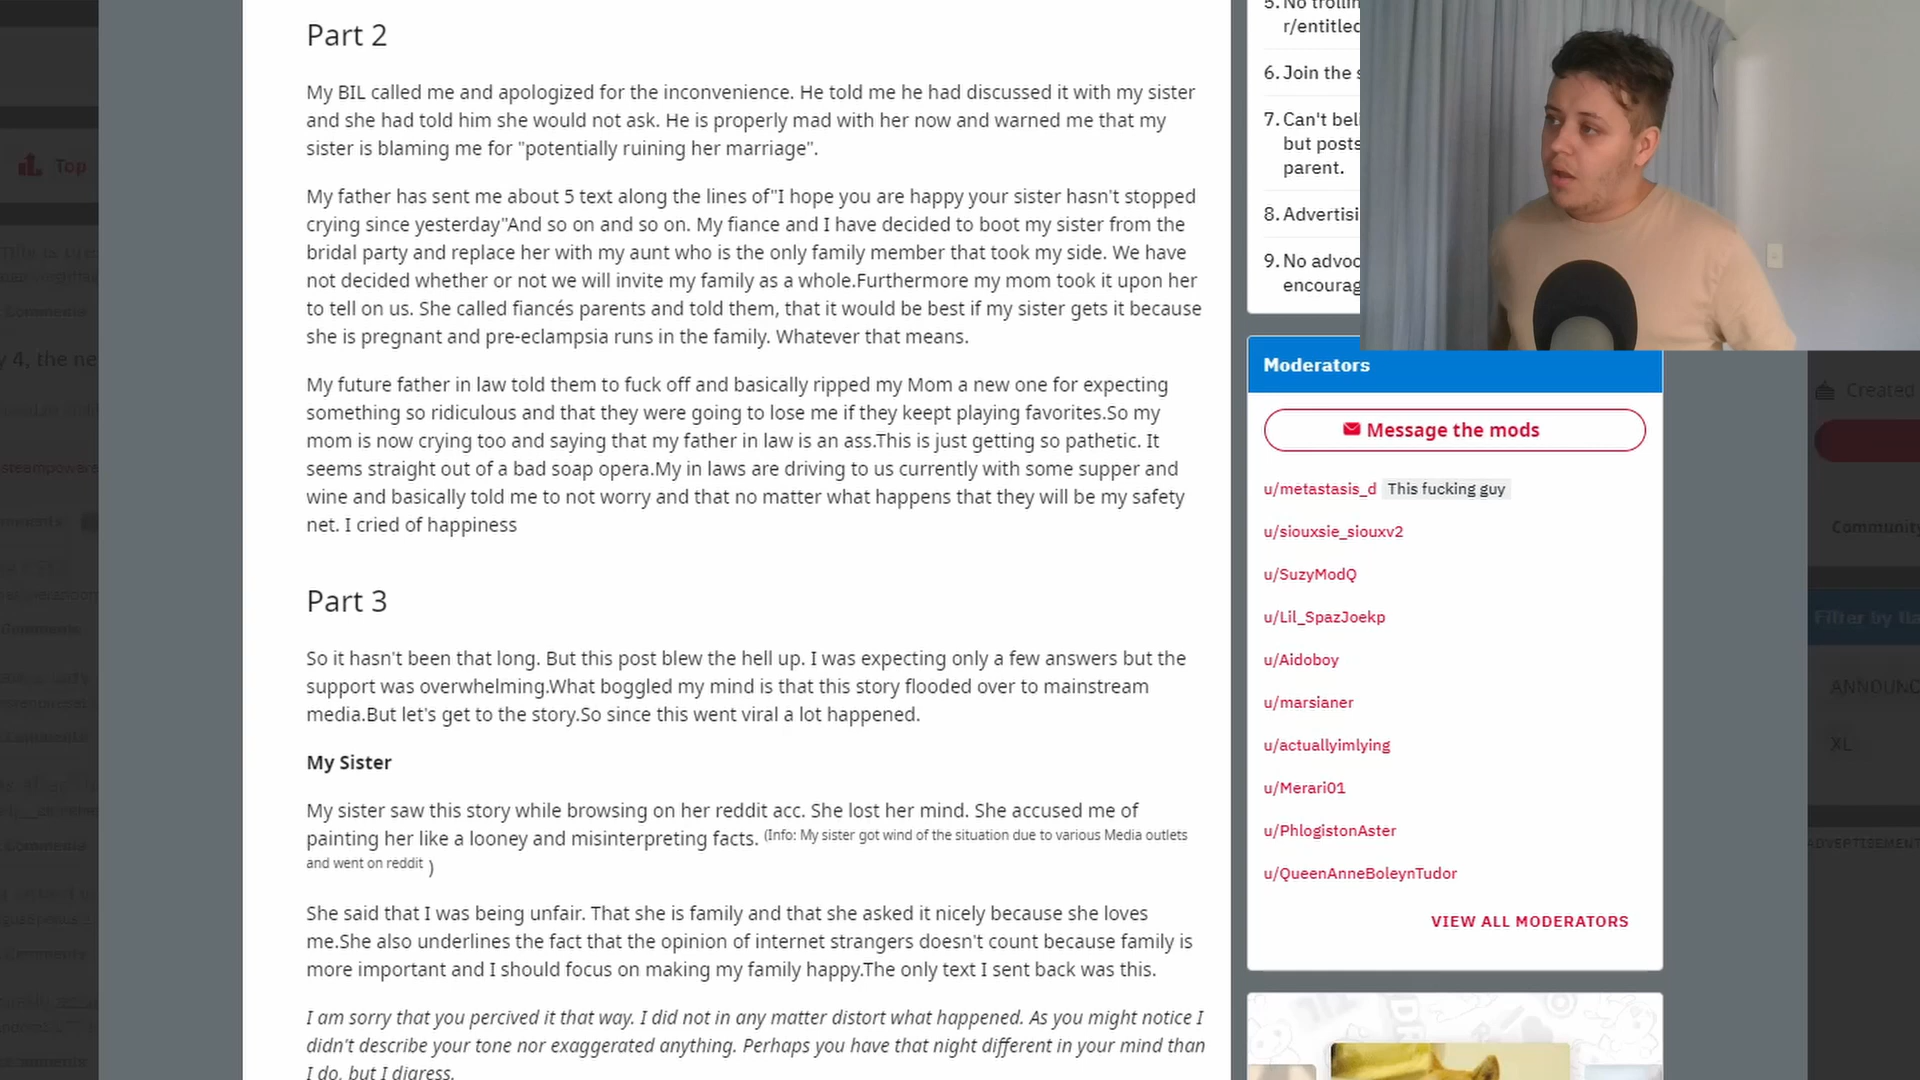 Part 2
My BIL called me and apologized for the inconvenience. He told me he had discussed it with my sister
and she had told him she would not ask. He is properly mad with her now and warned me that my
sister is blaming me for "potentially ruining her marriage".
My father has sent me about 5 text along the lines of"I hope you are happy your sister hasn't stopped
crying since yesterday"And so on and so on. My fiance and I have decided to boot my sister from the
bridal party and replace her with my aunt who is the only family member that took my side. We have
not decided whether or not we will invite my family as a whole.Furthermore my mom took it upon her
to tell on us. She called fiancés parents and told them, that it would be best if my sister gets it because
she is pregnant and pre-eclampsia runs in the family. Whatever that means.
My future father in law told them to fuck off and basically ripped my Mom a new one for expecting
something so ridiculous and that they were going to lose me if they keept playing favorites.So my
mom is now crying too and saying that my father in law is an ass.This is just getting so pathetic. It
seems straight out of a bad soap opera.My in laws are driving to us currently with some supper and
wine and basically told me to not worry and that no matter what happens that they will be my safety
net. I cried of happiness
Part 3
So it hasn't been that long. But this post blew the hell up. I was expecting only a few answers but the
support was overwhelming.What boggled my mind is that this story flooded over to mainstream
media.But let's get to the story.So since this went viral a lot happened.
My Sister
My sister saw this story while browsing on her reddit acc. She lost her mind. She accused me of
painting her like a looney and misinterpreting facts. (Info: My sister got wind of the situation due to various Media outlets
and went on reddit )
She said that I was being unfair. That she is family and that she asked it nicely because she loves
me.She also underlines the fact that the opinion of internet strangers doesn't count because family is
more important and I should focus on making my family happy.The only text I sent back was this.
I am sorry that you percived it that way. I did not in any matter distort what happened. As you might notice I
didn't describe your tone nor exaggerated anything. Perhaps you have that night different in your mind than
I do, but I digress.
5. No trollin
r/entitled
6. Join the s
7. Can't beli
but posts
parent.
8. Advertisi
9. No advoc
encourag
Moderators
Message the mods
u/metastasis_d This fucking guy
u/siouxsie_siouxv2
u/SuzyModQ
u/Lil_SpazJoekp
u/Aidoboy
u/marsianer
u/actuallyimlying
u/Merari01
u/PhlogistonAster
u/QueenAnneBoleynTudor
VIEW ALL MODERATORS
Top
y 4, the ne
steampowere
Comments
Created
Community
Filter by fla
ANNOUNC
XL
ADVERTISEMENT